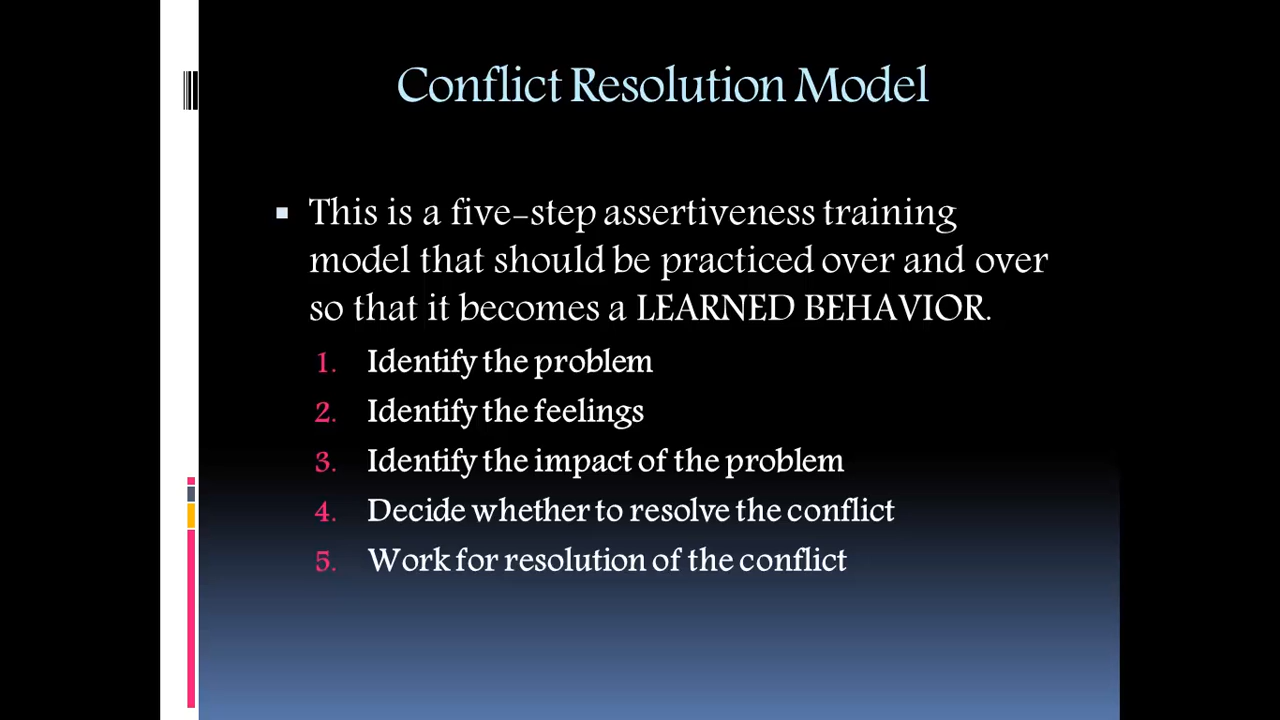 Conflict Resolution Model
▪ This is a five-step assertiveness training
model that should be practiced over and over
so that it becomes a LEARNED BEHAVIOR.
1. Identify the problem
2. Identify the feelings
3. Identify the impact of the problem
4. Decide whether to resolve the conflict
5. Work for resolution of the conflict